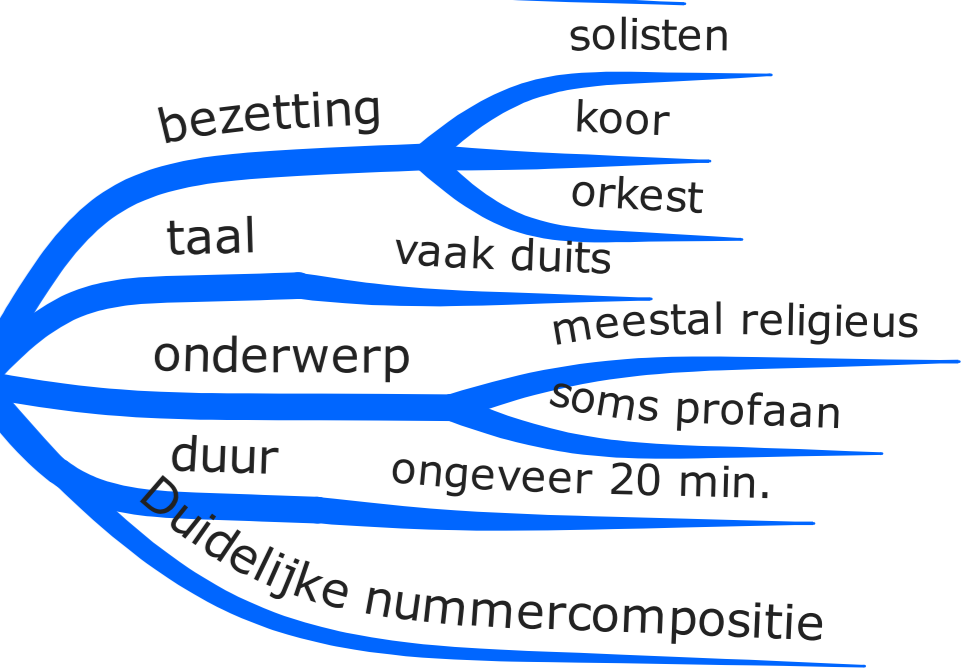 solisten
bezetting
koor
orkest
taal
vaak duits
meestal religieus
onderwerp
soms profaan
duur
ongeveer 20 min.
Duidelijke nummercompositie